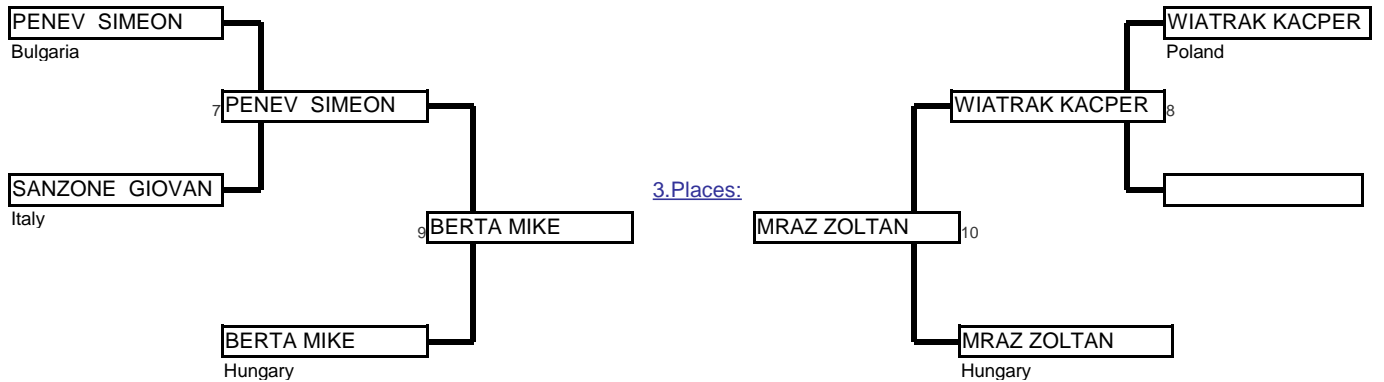 PENEV  SIMEON
WIATRAK KACPER
Bulgaria
Poland
7 PENEV  SIMEON
WIATRAK KACPER 8
SANZONE  GIOVAN
3.Places:
Italy
9 BERTA MIKE
MRAZ ZOLTAN 10
BERTA MIKE
MRAZ ZOLTAN
Hungary
Hungary